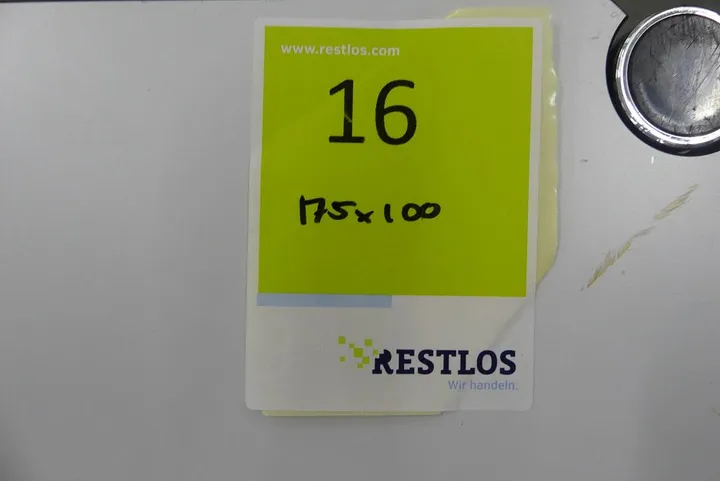 www.restlos.com
16
175x100
RESTLOS
Wir handeln.